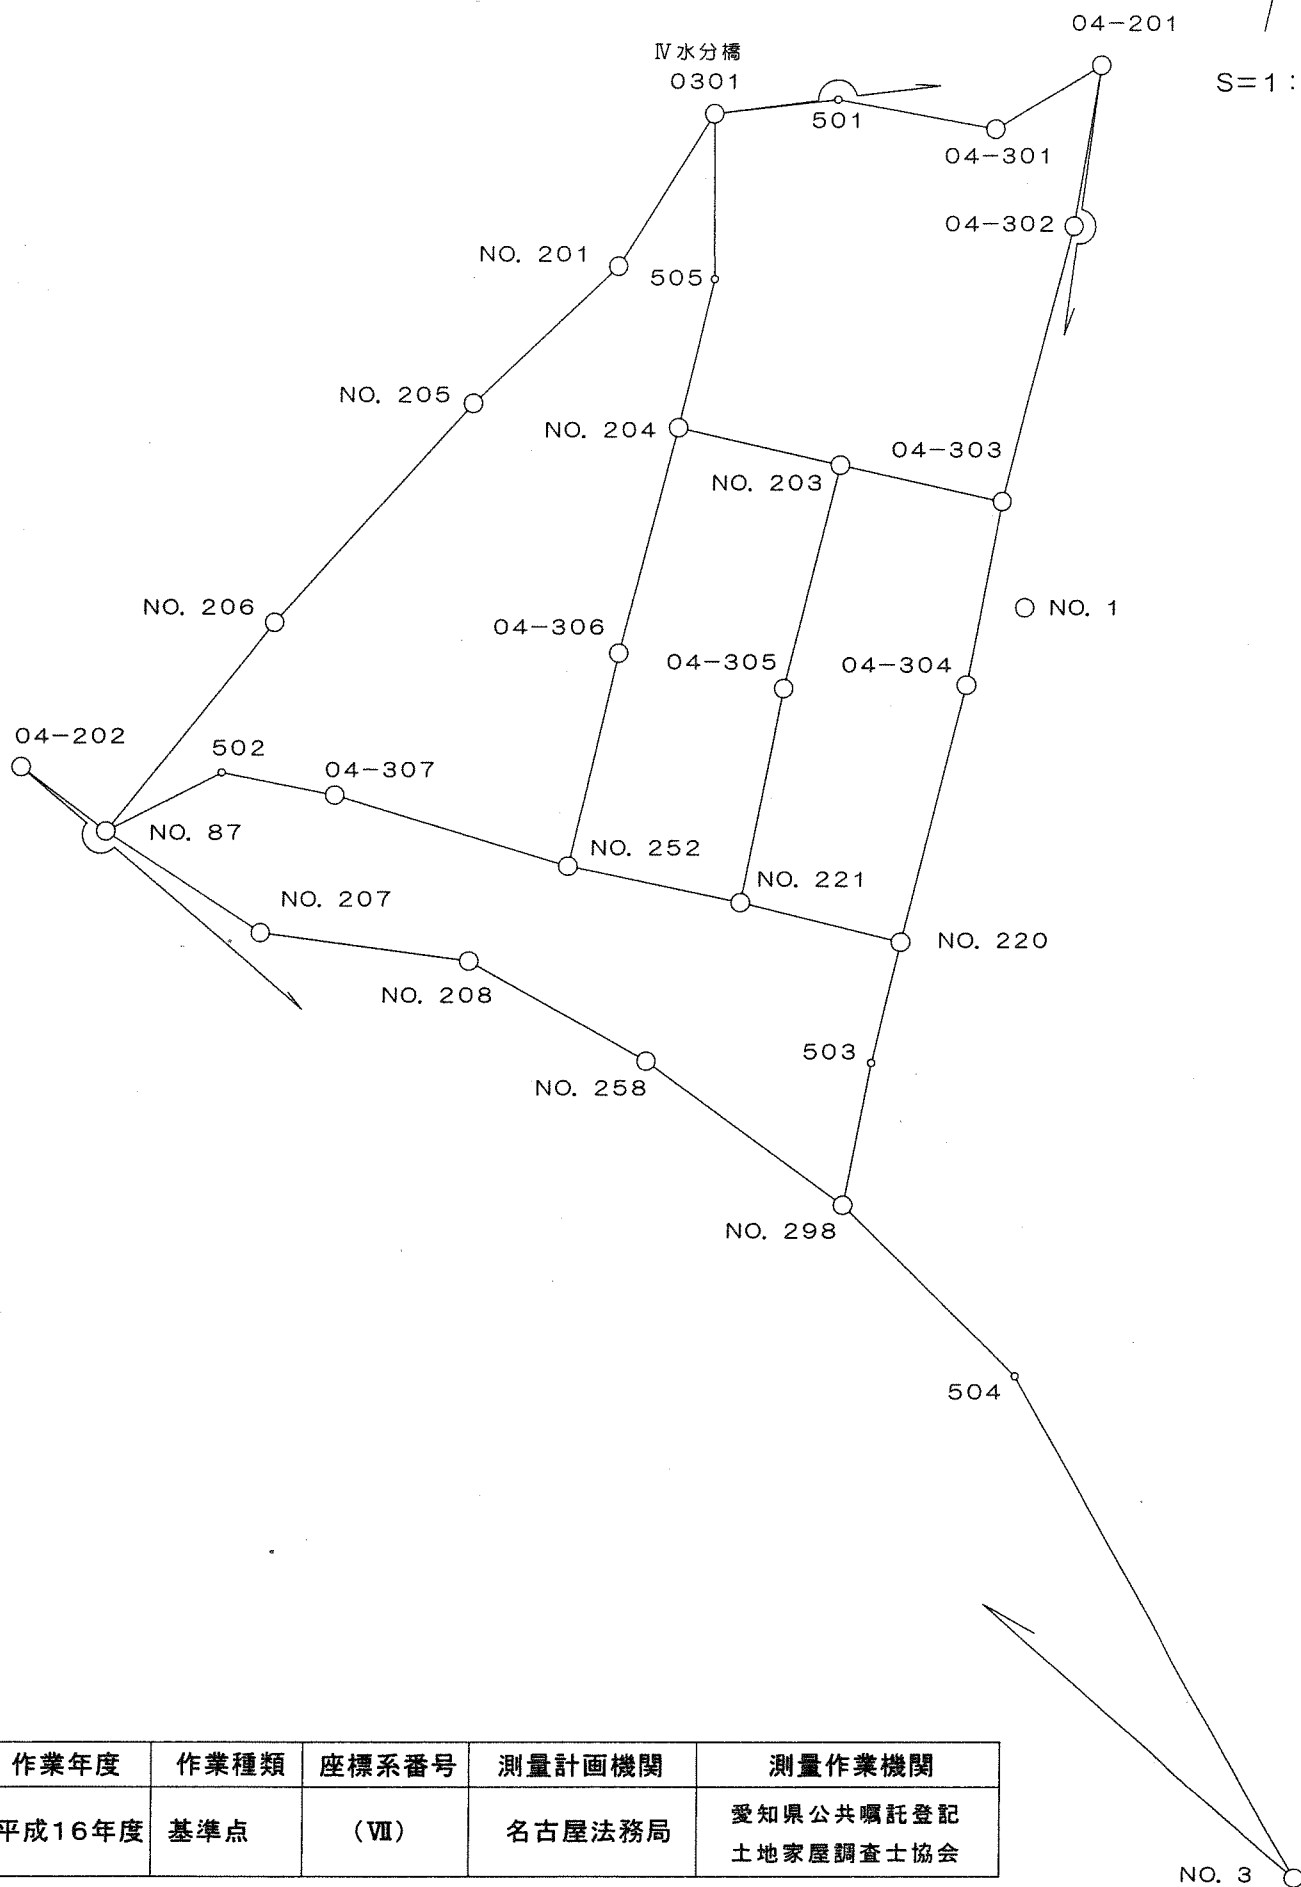 04-201
S=1:
Ⅳ水分橋
0301
501
04-301
04-302
NO. 201
505
NO. 205
NO. 204
04-303
NO. 203
NO. 206
NO. 1
04-306
04-305
04-304
04-202
502
04-307
NO. 87
NO. 252
NO. 221
NO. 207
NO. 220
NO. 208
503
NO. 258
NO. 298
504
作業年度 作業種類 座標系番号 測量計画機関 測量作業機関
平成16年度 基準点 (Ⅶ) 名古屋法務局 愛知県公共嘱託登記
土地家屋調査士協会
NO. 3